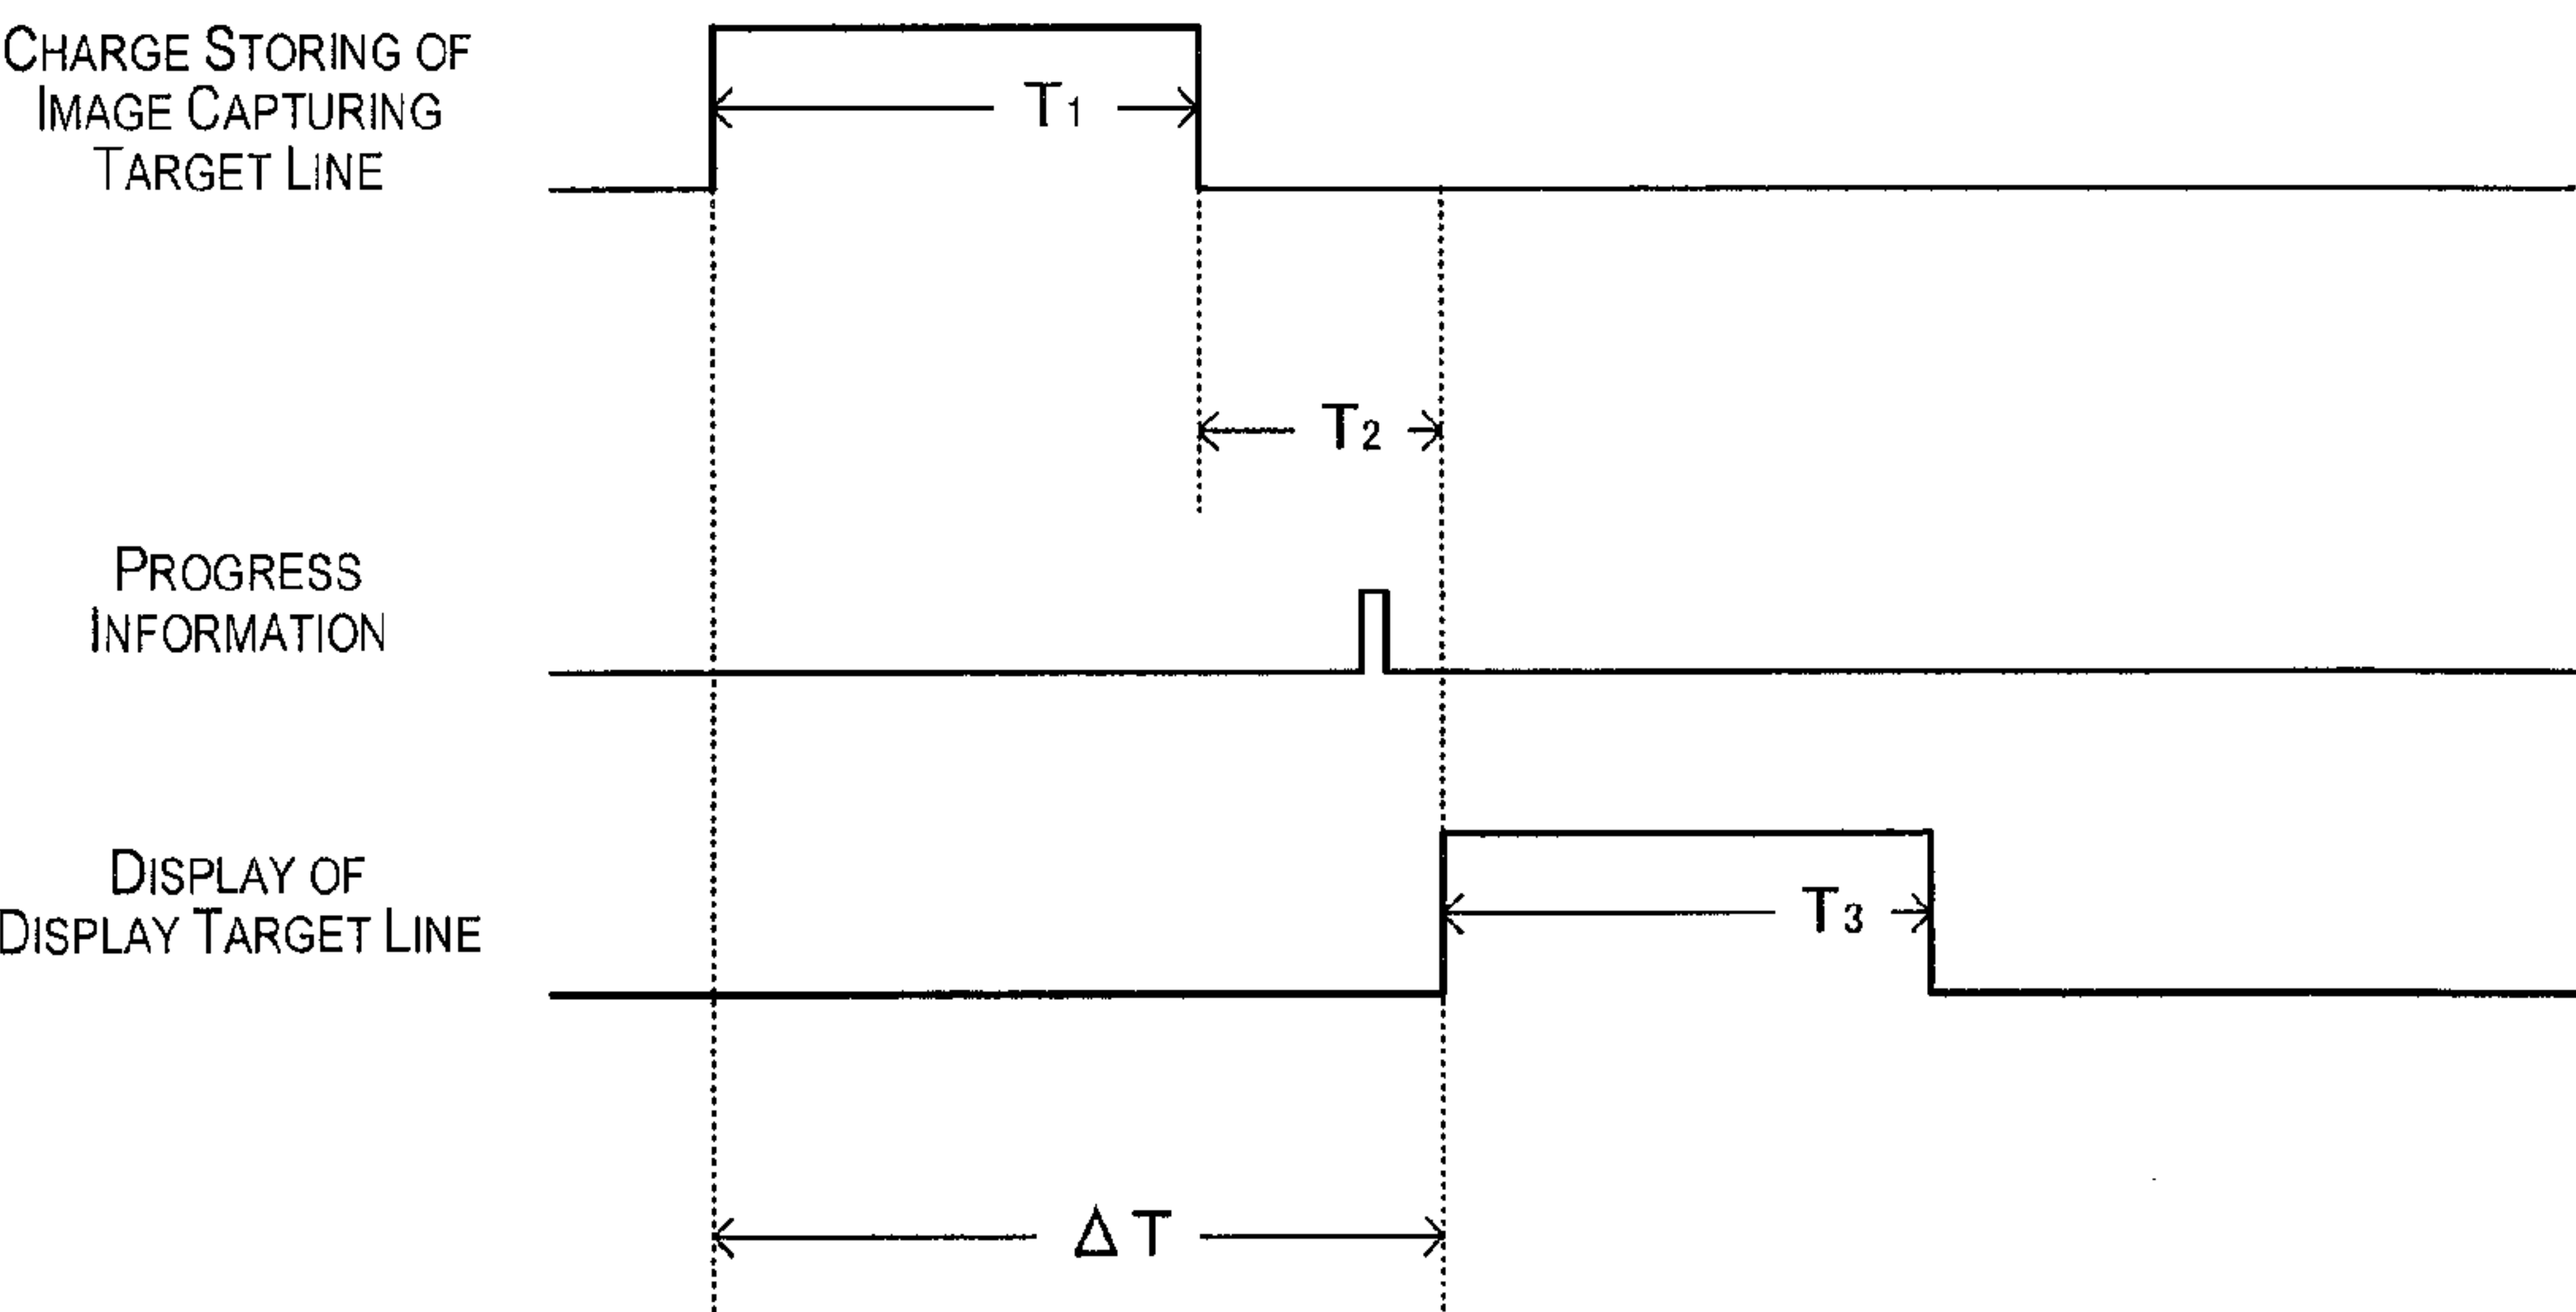 CHARGE STORING OF
IMAGE CAPTURING
TARGET LINE
T1
T2
PROGRESS
INFORMATION
DISPLAY OF
DISPLAY TARGET LINE
T3
ΔT